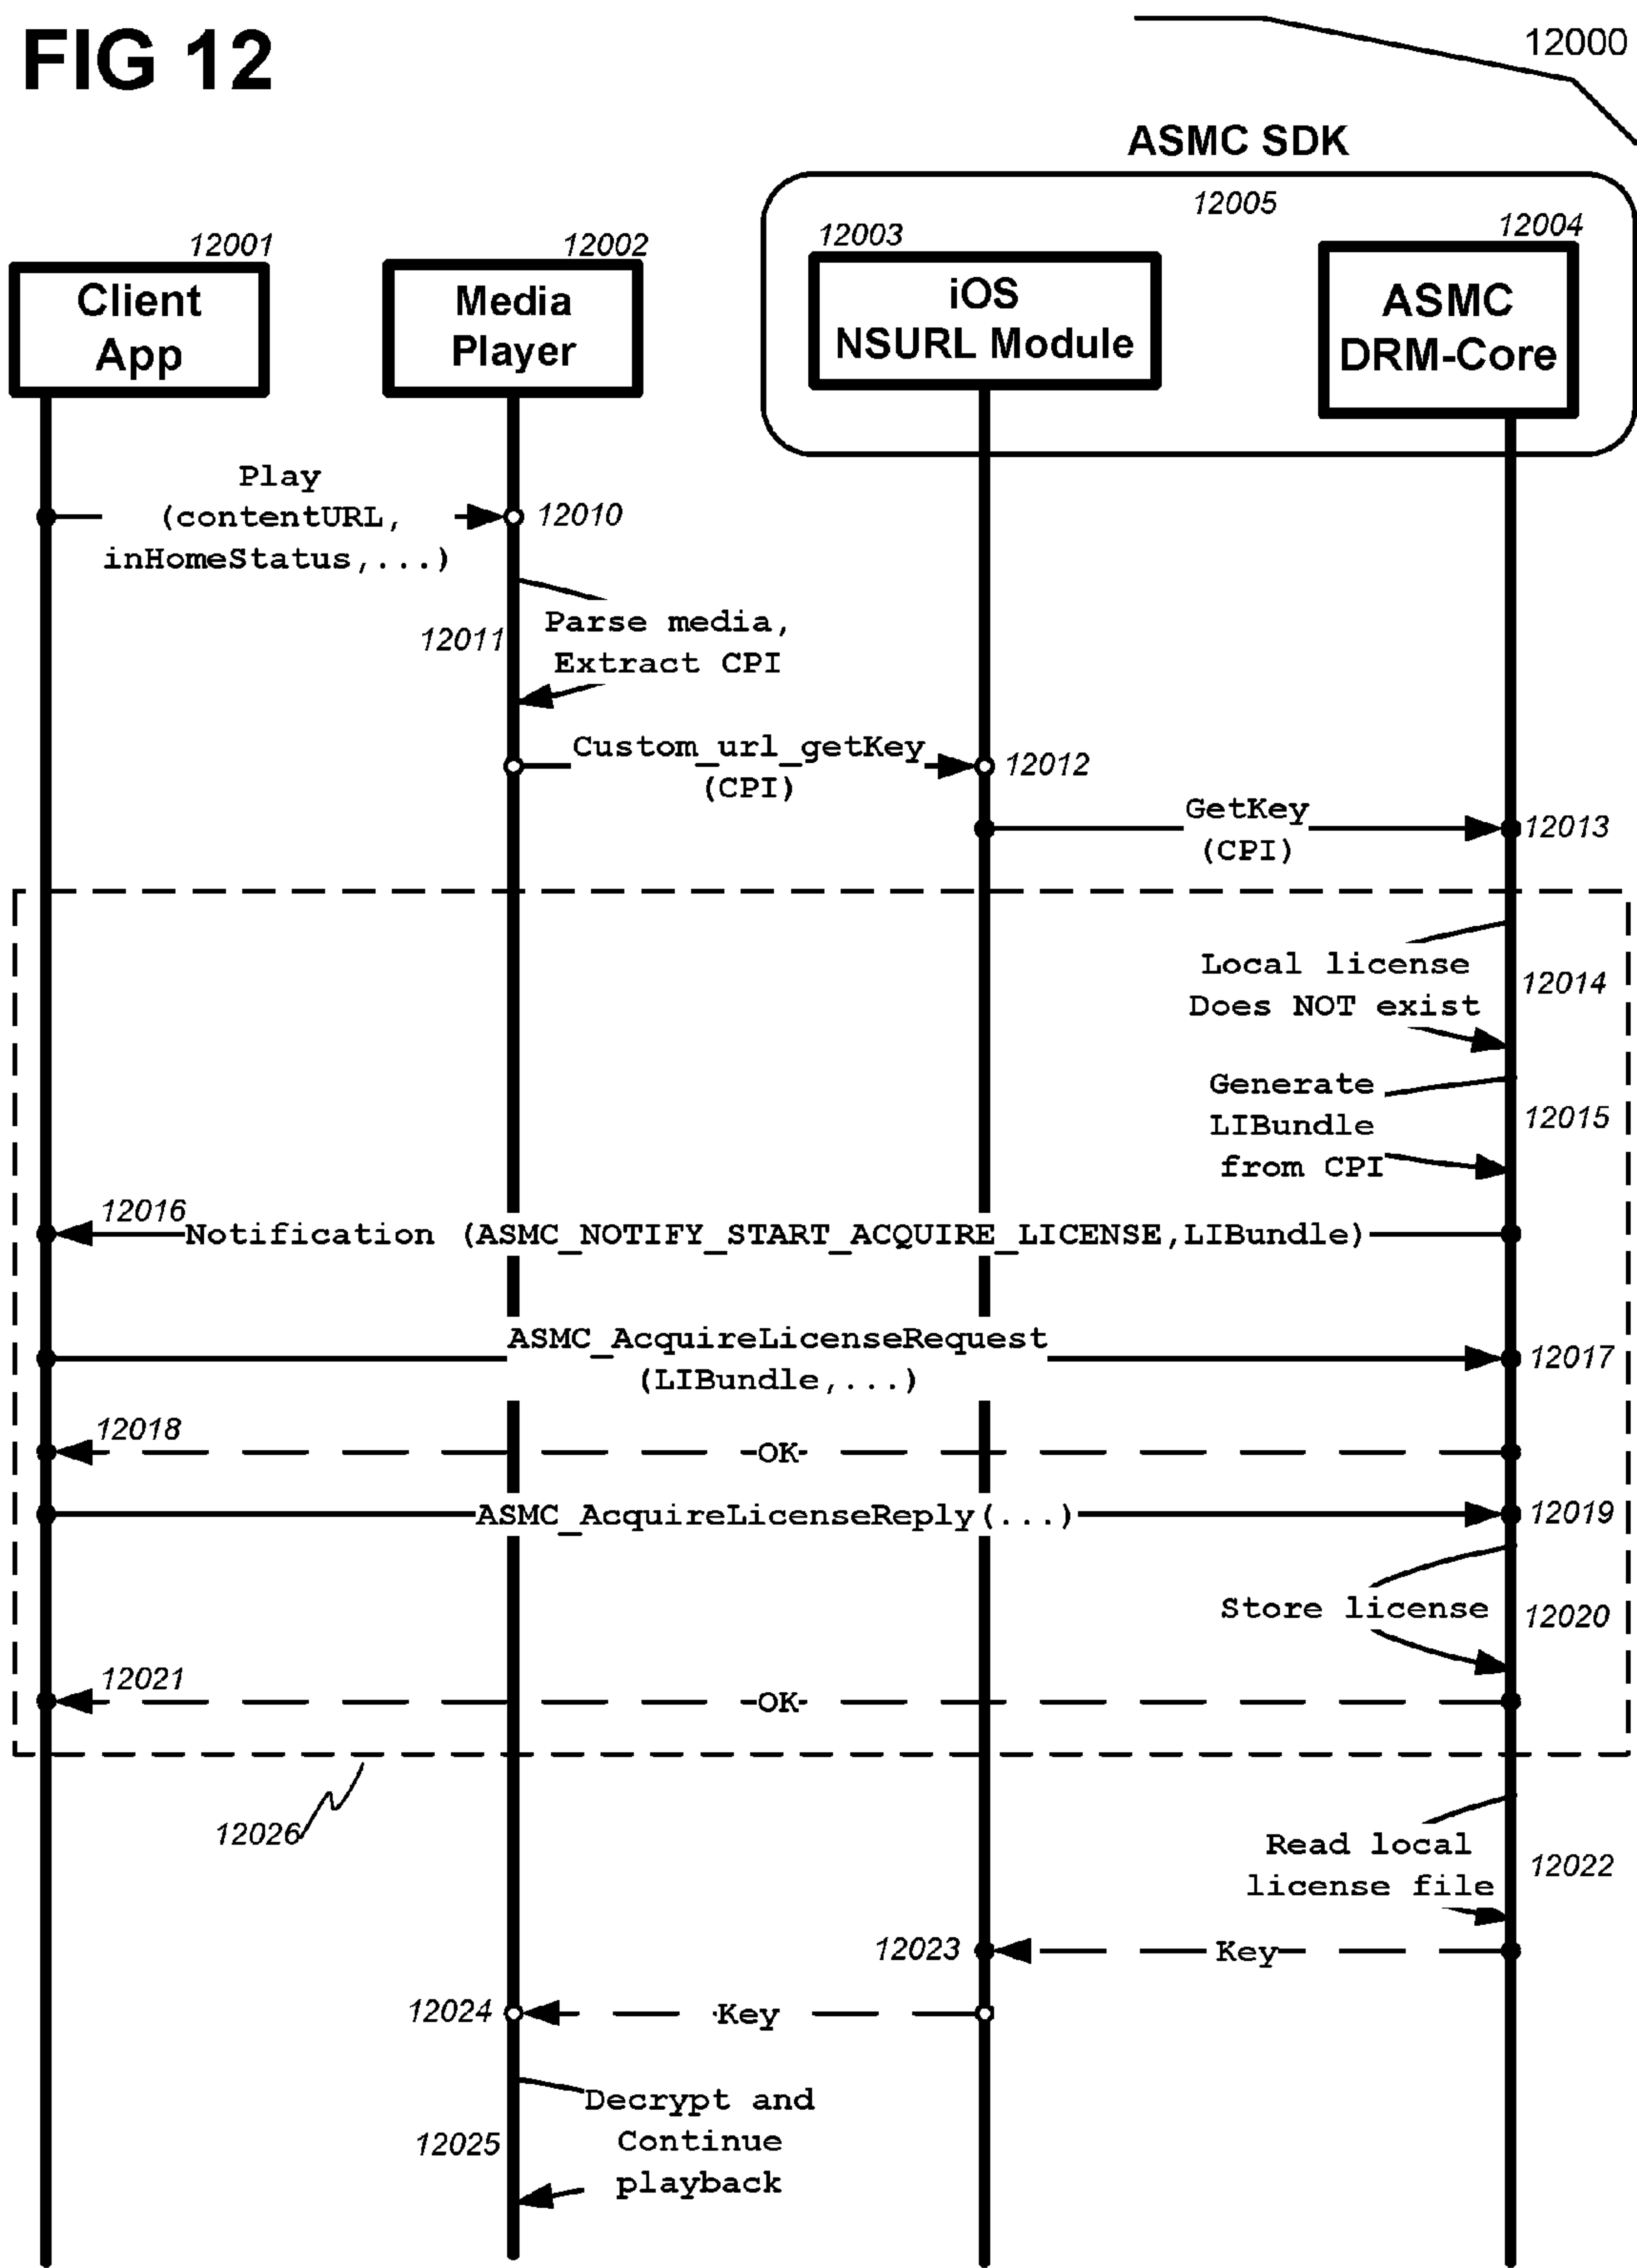 FIG 12
12000
ASMC SDK
12005
12001
12002
12003
12004
Client
App
Media
Player
iOS
NSURL Module
ASMC
DRM-Core
Play
(contentURL,
inHomeStatus,...)
12010
12011
Parse media,
Extract CPI
Custom_url_getKey
(CPI)
12012
GetKey
(CPI)
12013
Local license
Does NOT exist
12014
Generate
LIBundle
from CPI
12015
12016
Notification (ASMC_NOTIFY_START_ACQUIRE_LICENSE,LIBundle)
ASMC_AcquireLicenseRequest
(LIBundle,...)
12017
12018
OK
ASMC_AcquireLicenseReply(...)
12019
Store license
12020
12021
OK
12026
Read local
license file
12022
12023
Key
12024
Key
Decrypt and
Continue
playback
12025